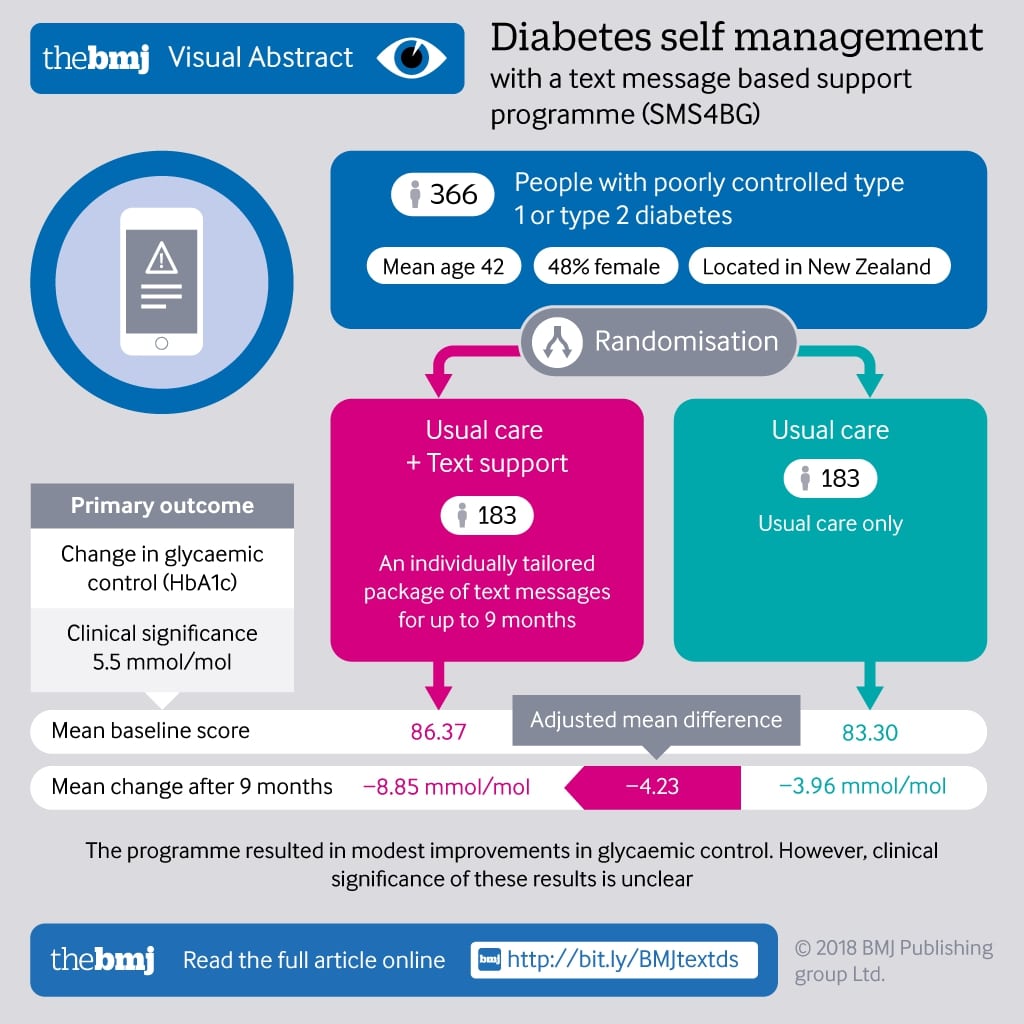 thebmj Visual Abstract
Diabetes self management
with a text message based support
programme (SMS4BG)
366
People with poorly controlled type
1 or type 2 diabetes
Mean age 42
48% female
Located in New Zealand
Randomisation
Usual care
+ Text support
183
An individually tailored
package of text messages
for up to 9 months
Usual care
183
Usual care only
Primary outcome
Change in glycaemic
control (HbA1c)
Clinical significance
5.5 mmol/mol
Adjusted mean difference
Mean baseline score 86.37 83.30
Mean change after 9 months −8.85 mmol/mol −4.23 −3.96 mmol/mol
The programme resulted in modest improvements in glycaemic control. However, clinical
significance of these results is unclear
thebmj Read the full article online bmj http://bit.ly/BMJtextds
© 2018 BMJ Publishing
group Ltd.